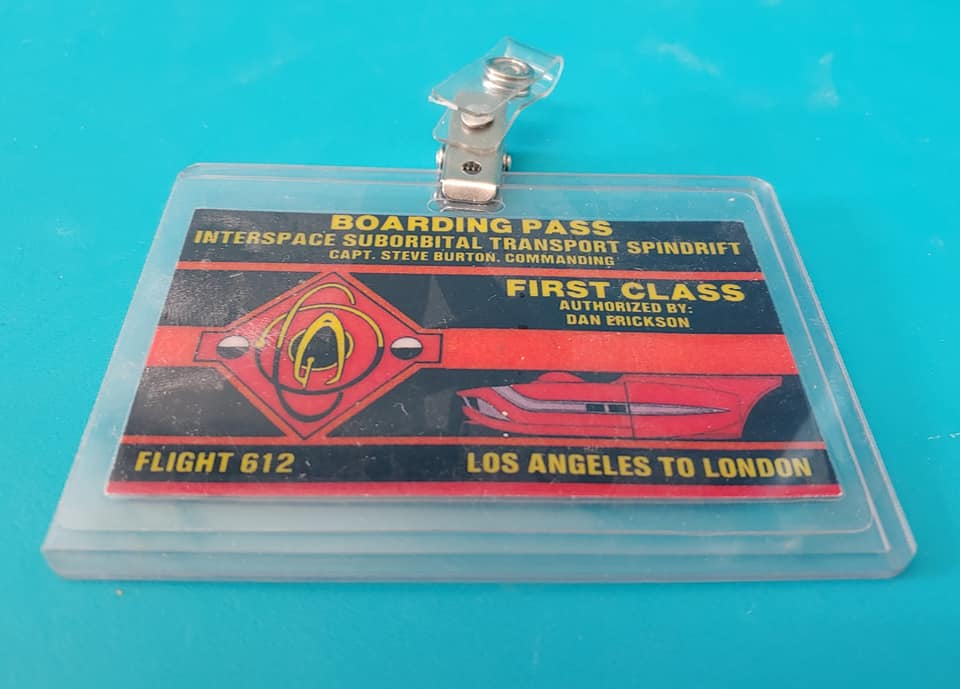 BOARDING PASS
INTERSPACE SUBORBITAL TRANSPORT SPINDRIFT
CAPT. STEVE BURTON. COMMANDING
FIRST CLASS
AUTHORIZED BY:
DAN ERICKSON
FLIGHT 612
LOS ANGELES TO LONDON